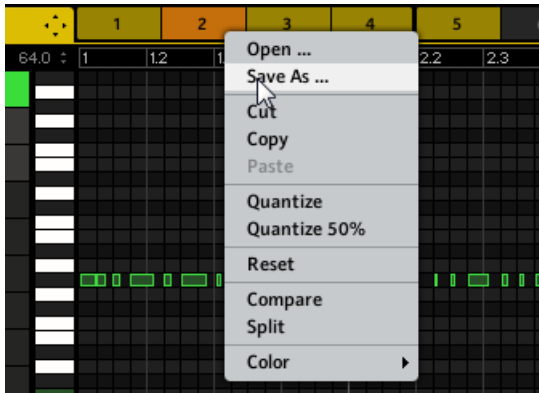 1 2 3 4 5
64.0 1 1.2 1. 2.2 2.3
Open ...
Save As ...
Cut
Copy
Paste
Quantize
Quantize 50%
Reset
Compare
Split
Color